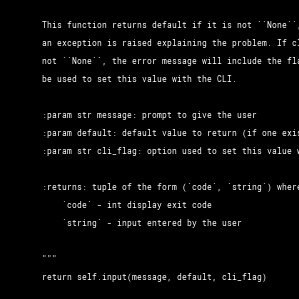 This function returns default if it is not ``None``,
an exception is raised explaining the problem. If
not ``None``, the error message will include the
be used to set this value with the CLI.

:param str message: prompt to give the user
:param default: default value to return (if one
:param str cli_flag: option used to set this value

:returns: tuple of the form (`code`, `string`) where
`code` - int display exit code
`string` - input entered by the user

"""
return self.input(message, default, cli_flag)